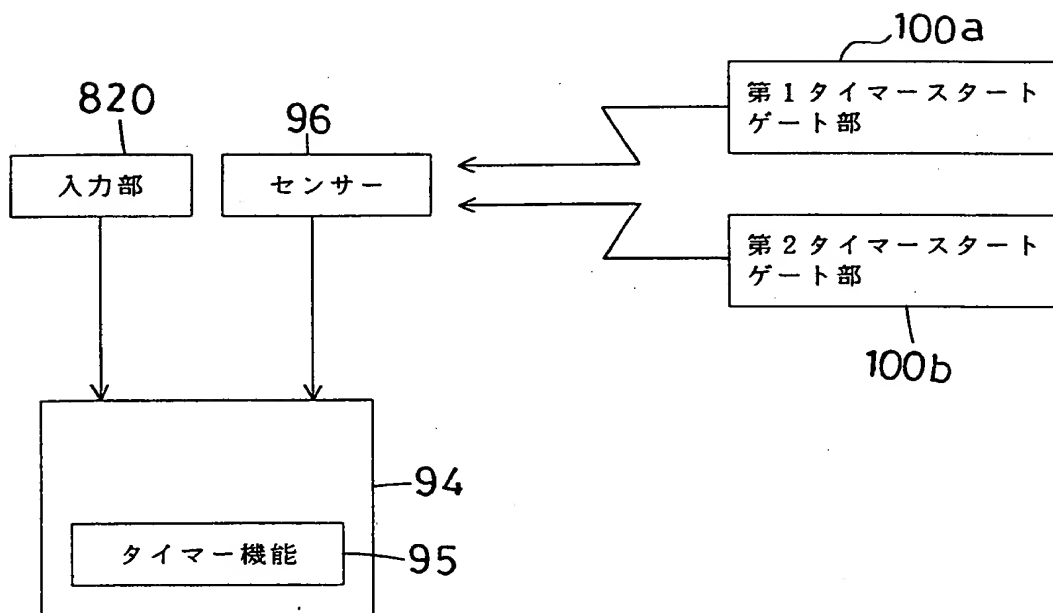 100a
第1タイマースタート
ゲート部
820
96
入力部
センサー
第2タイマースタート
ゲート部
100b
94
タイマー機能
95